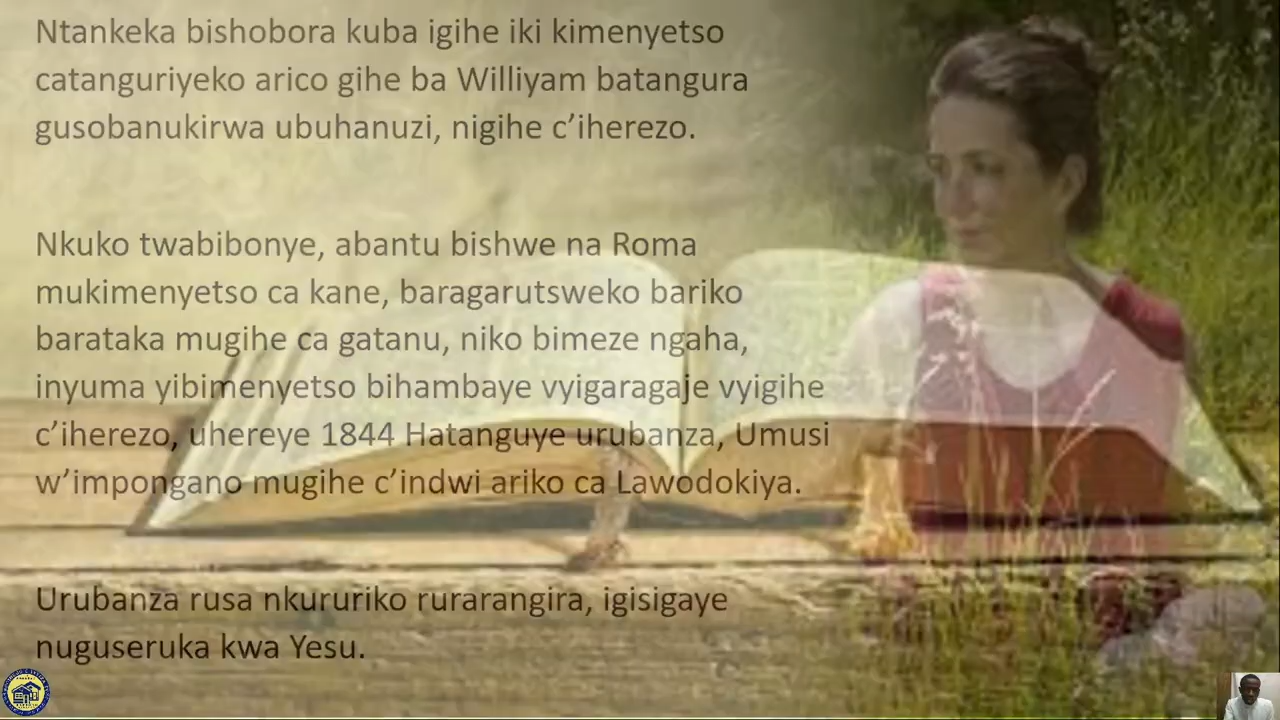 Ntankeka bishobora kuba igihe iki kimenyetso
catanguriyeko arico gihe ba Williyam batangura
gusobanukirwa ubuhanuzi, nigihe c’iherezo.
Nkuko twabibonye, abantu bishwe na Roma
mukimenyetso ca kane, baragarutsweko bariko
barataka mugihe ca gatanu, niko bimeze ngaha,
inyuma yibimenyetso bihambaye vyigaragaje vyigihe
c’iherezo, uhereye 1844 Hatanguye urubanza, Umusi
w’impongano mugihe c’indwi ariko ca Lawodokiya.
Urubanza rusa nkururiko rurarangira, igisigaye
nuguseruka kwa Yesu.